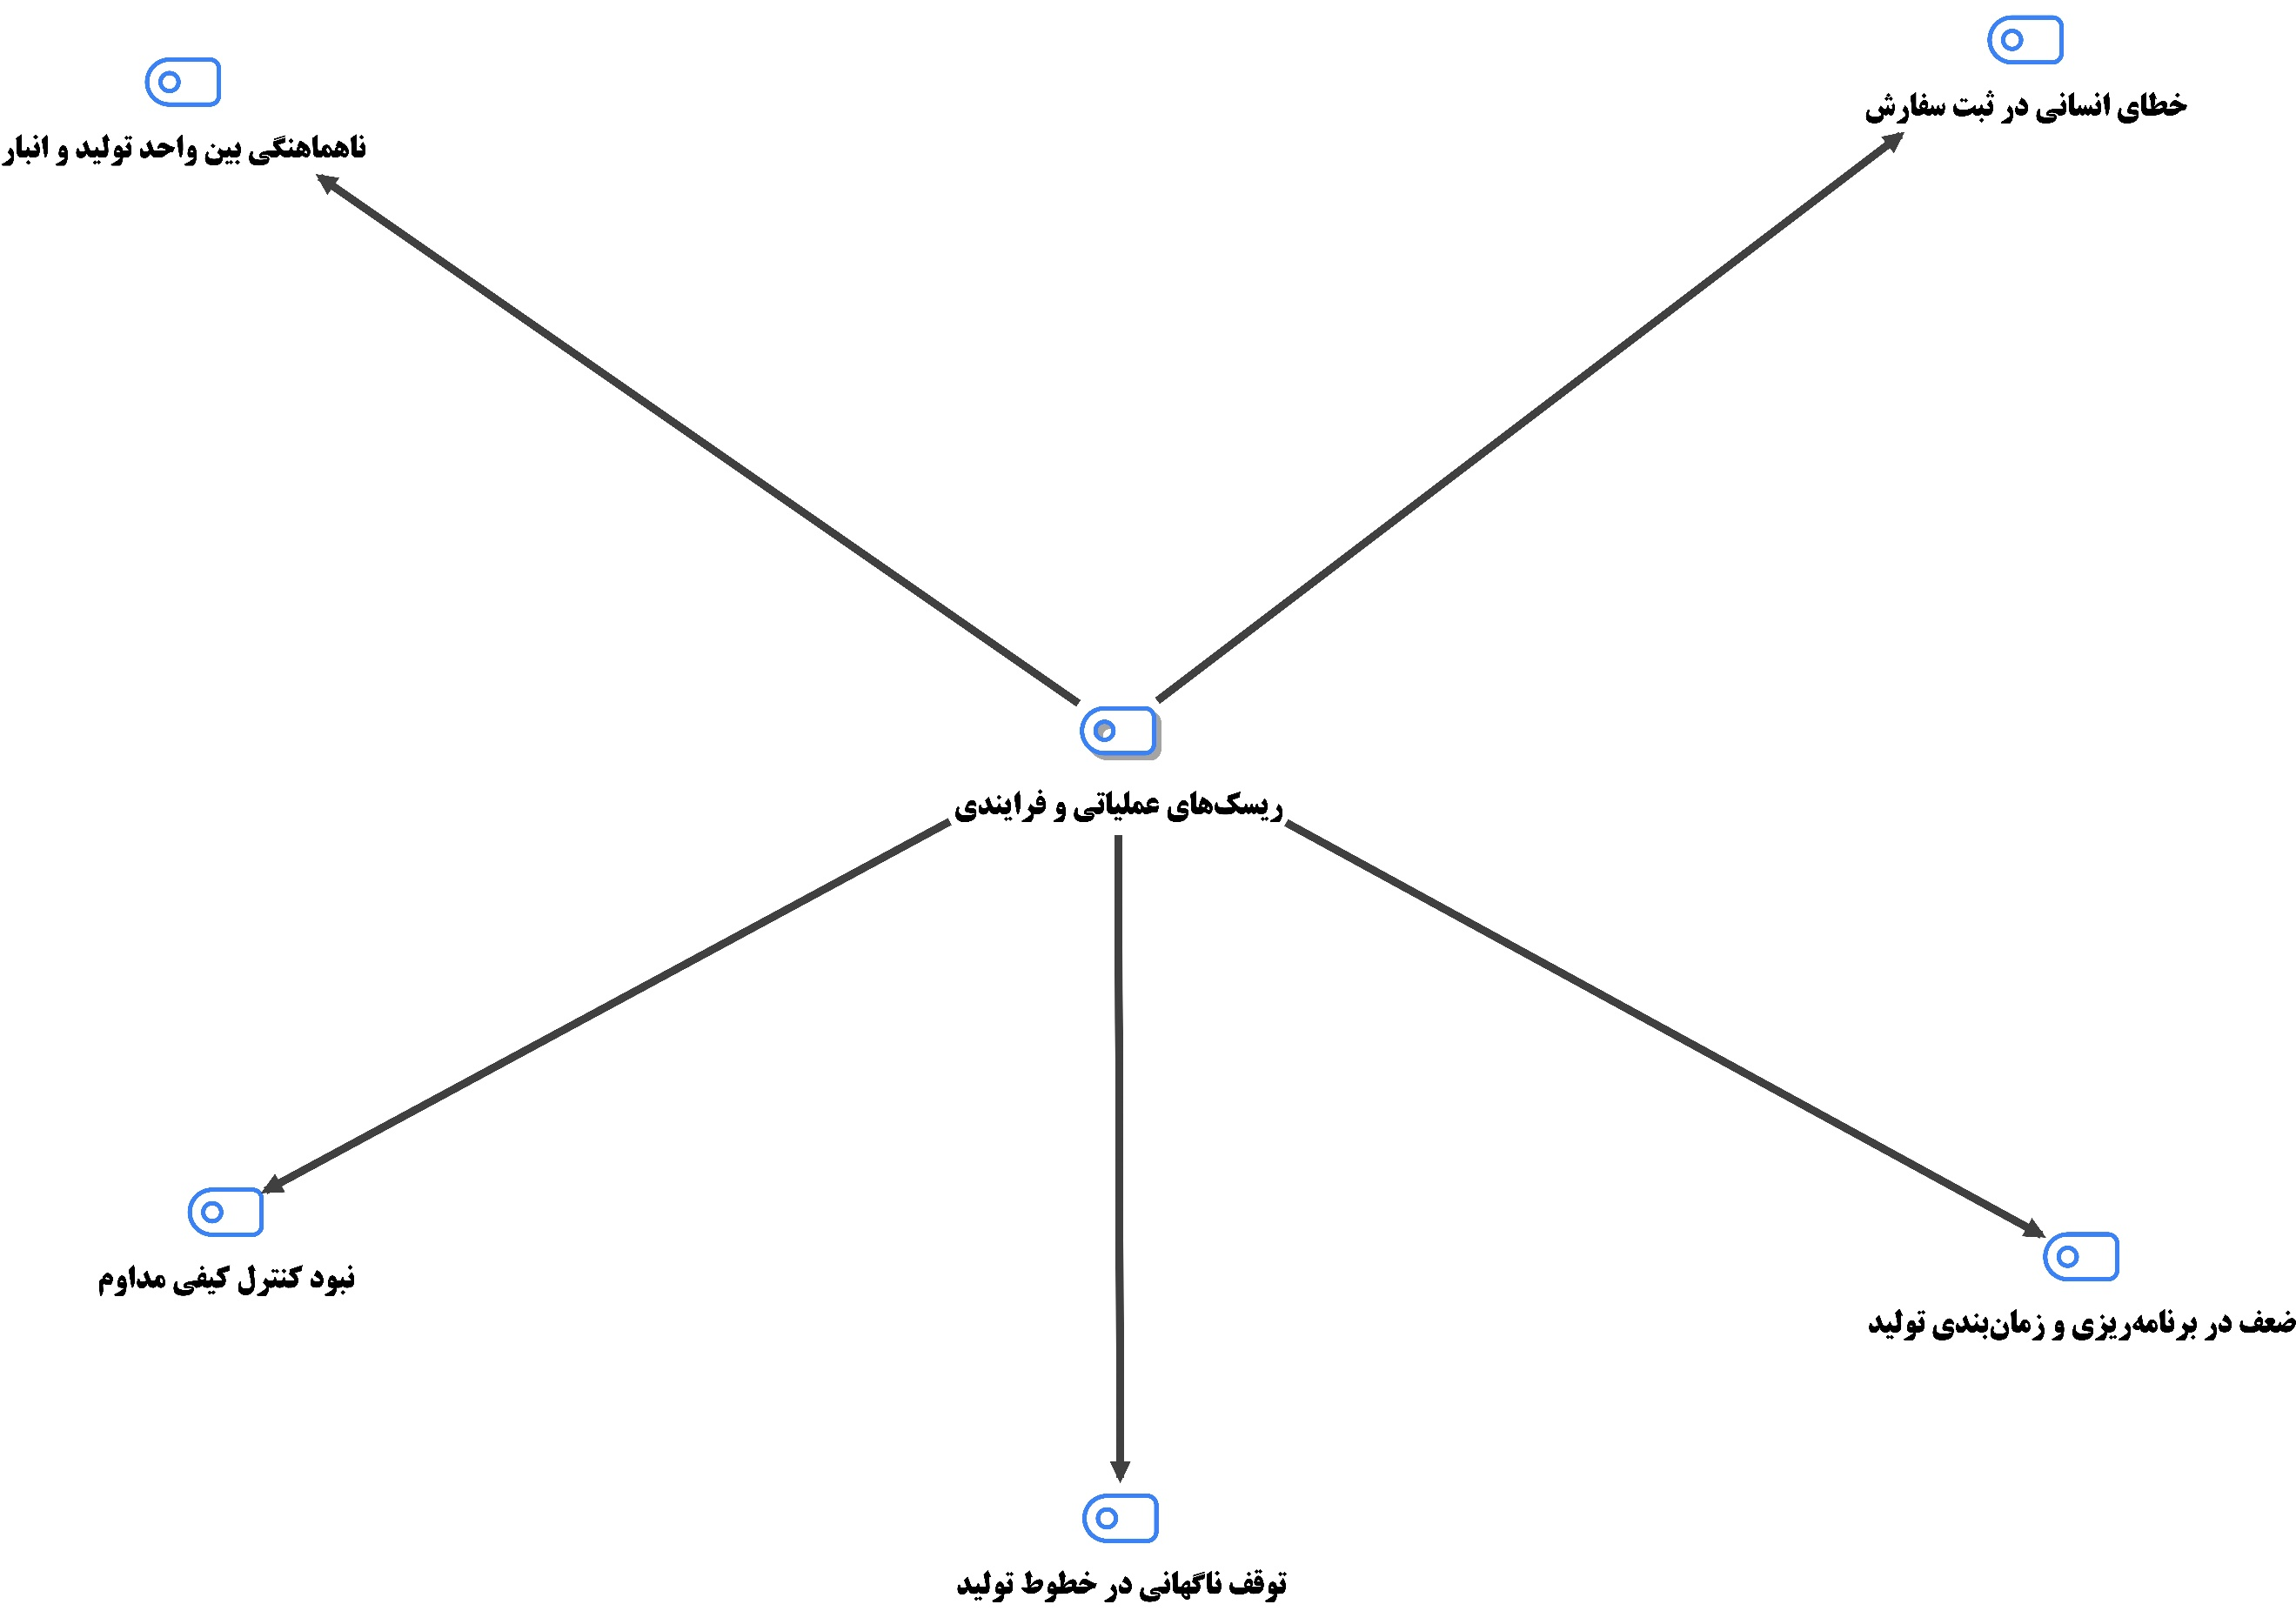 خطای انسانی در ثبت سفارش
ناهماهنگی بین واحد تولید و انبار
ریسک‌های عملیاتی و فرایندی
نبود کنترل کیفی مداوم
ضعف در برنامه‌ریزی و زمان‌بندی تولید
توقف ناگهانی در خطوط تولید